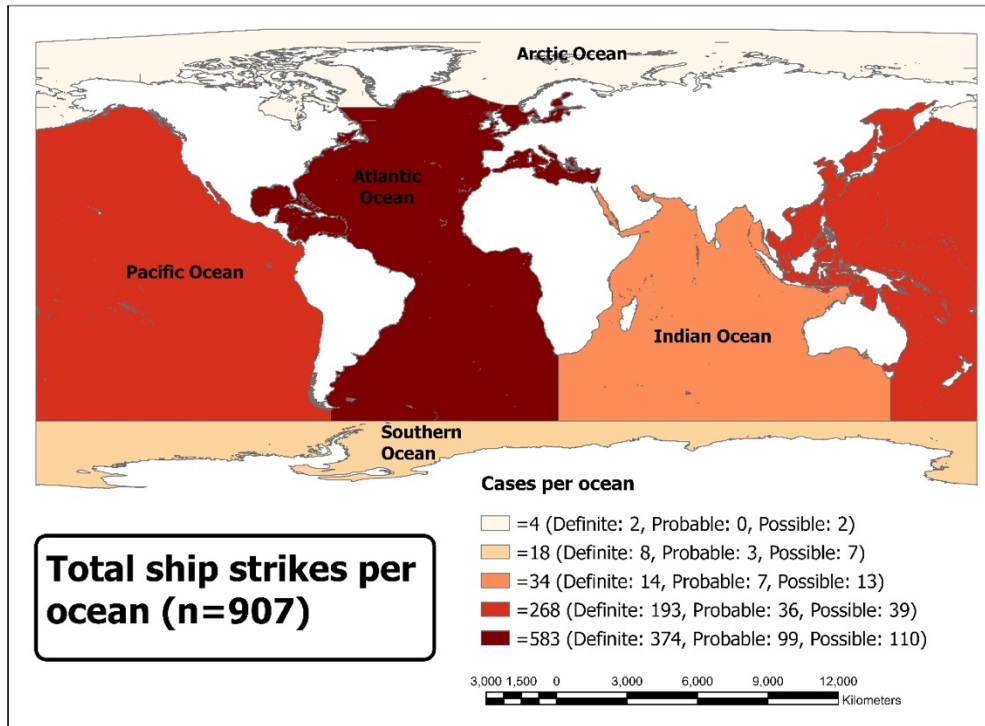 Arctic Ocean
Atlantic
Ocean
Pacific Ocean
Indian Ocean
Southern
Ocean
Cases per ocean
=4 (Definite: 2, Probable: 0, Possible: 2)
=18 (Definite: 8, Probable: 3, Possible: 7)
=34 (Definite: 14, Probable: 7, Possible: 13)
=268 (Definite: 193, Probable: 36, Possible: 39)
=583 (Definite: 374, Probable: 99, Possible: 110)
Total ship strikes per
ocean (n=907)
3,000 1,500 0 3,000 6,000 9,000 12,000
Kilometers